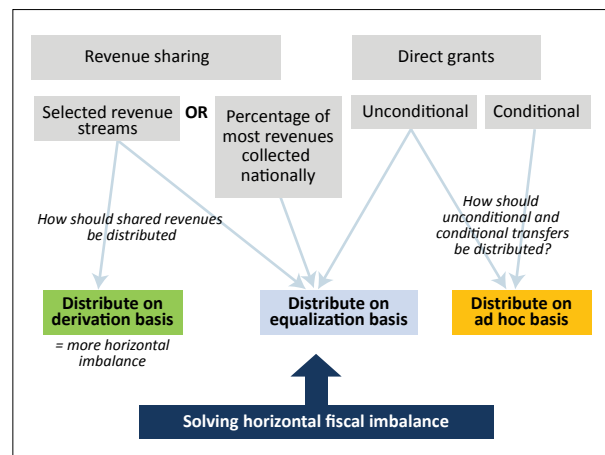 Revenue sharing
Direct grants
Selected revenue
streams
OR
Percentage of
most revenues
collected
nationally
Unconditional
Conditional
How should shared revenues
be distributed
How should
unconditional and
conditional transfers
be distributed?
Distribute on
derivation basis
= more horizontal
imbalance
Distribute on
equalization basis
Distribute on
ad hoc basis
Solving horizontal fiscal imbalance